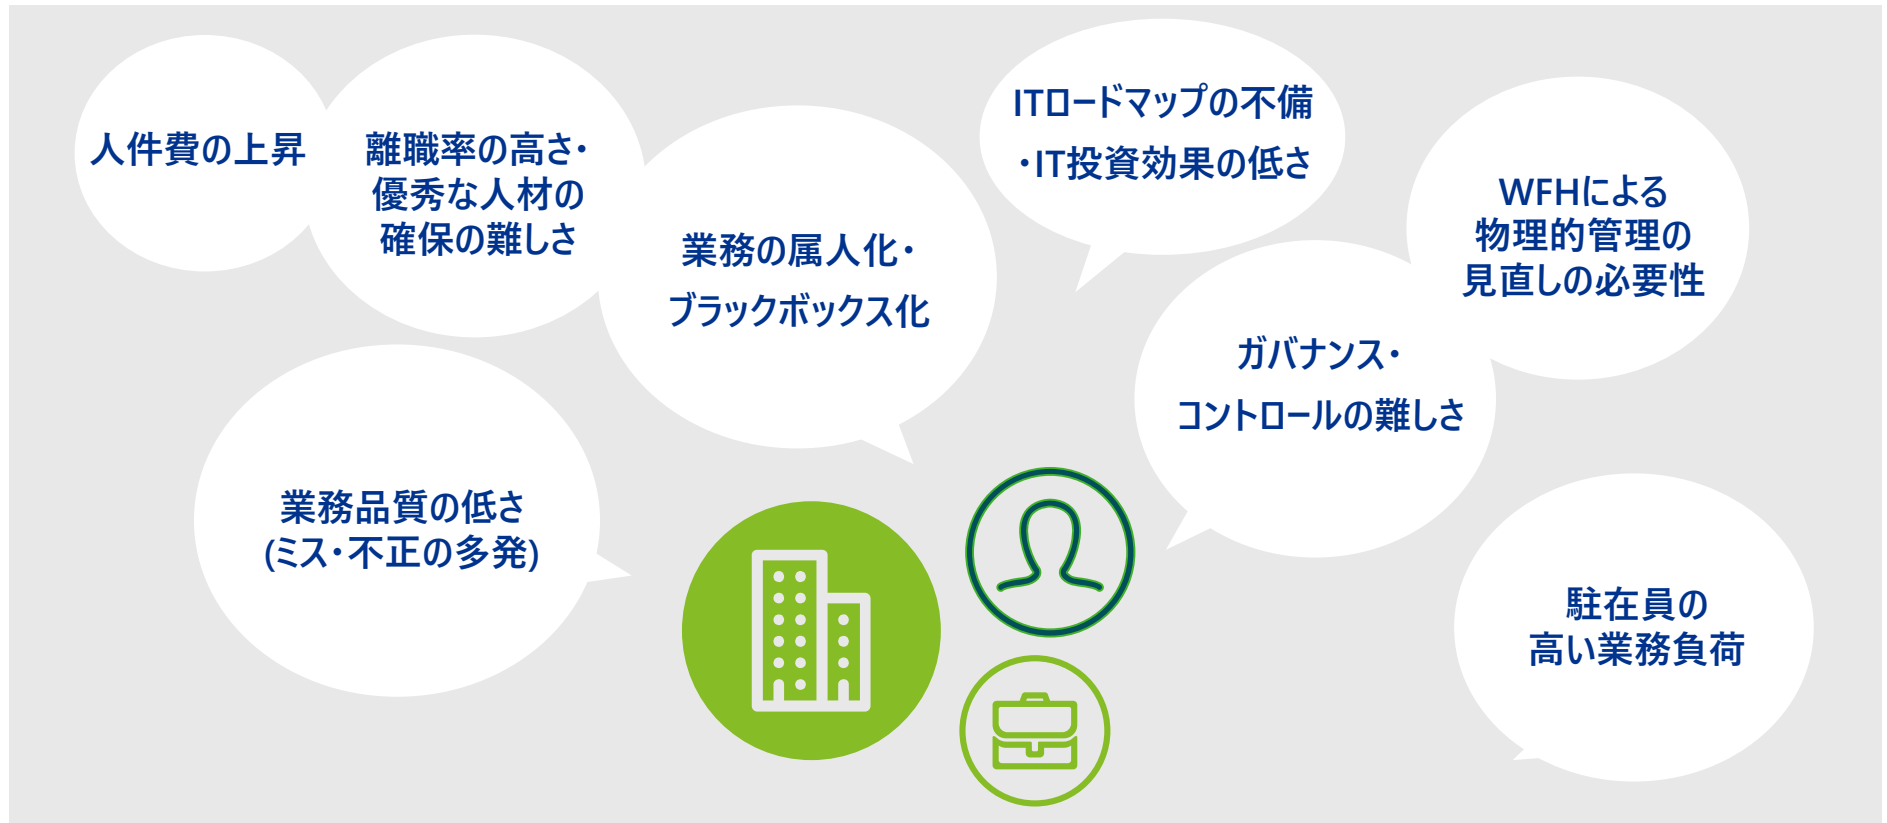 人件費の上昇
離職率の高さ・
優秀な人材の
確保の難しさ
業務の属人化・
ブラックボックス化
ITロードマップの不備
・IT投資効果の低さ
WFHによる
物理的管理の
見直しの必要性
ガバナンス・
コントロールの難しさ
業務品質の低さ
(ミス・不正の多発)
駐在員の
高い業務負荷